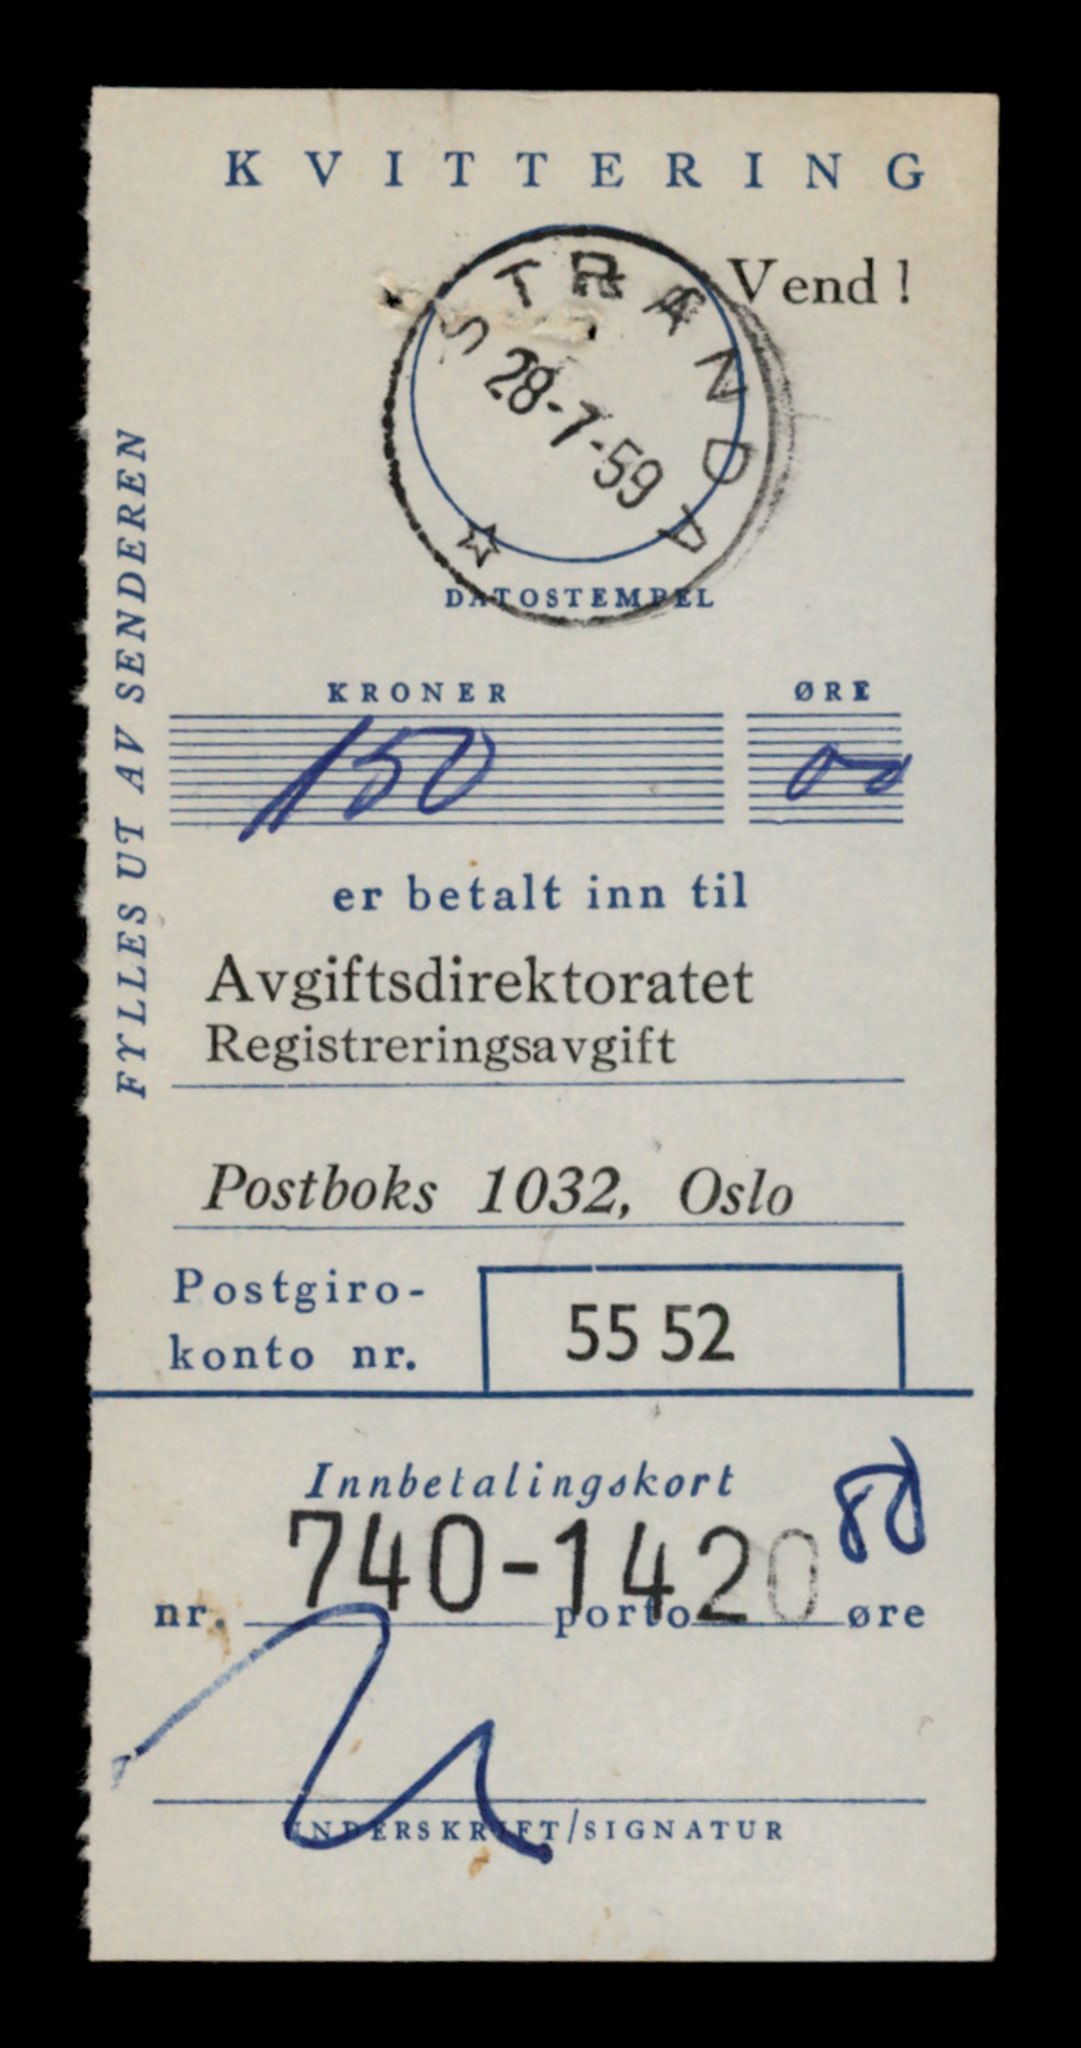 KVITTERING
Vend !
STRANDA
28-7-59
DATOSTEMPEL
FYLLES UT AV SENDEREN
KRONER ØRE
150 00
er betalt inn til
Avgiftsdirektoratet
Registreringsavgift
Postboks 1032, Oslo
Postgiro-
konto nr. 55 52
Innbetalingskort
80
740-1420
nr. porto øre
UNDERSKRIFT/SIGNATUR